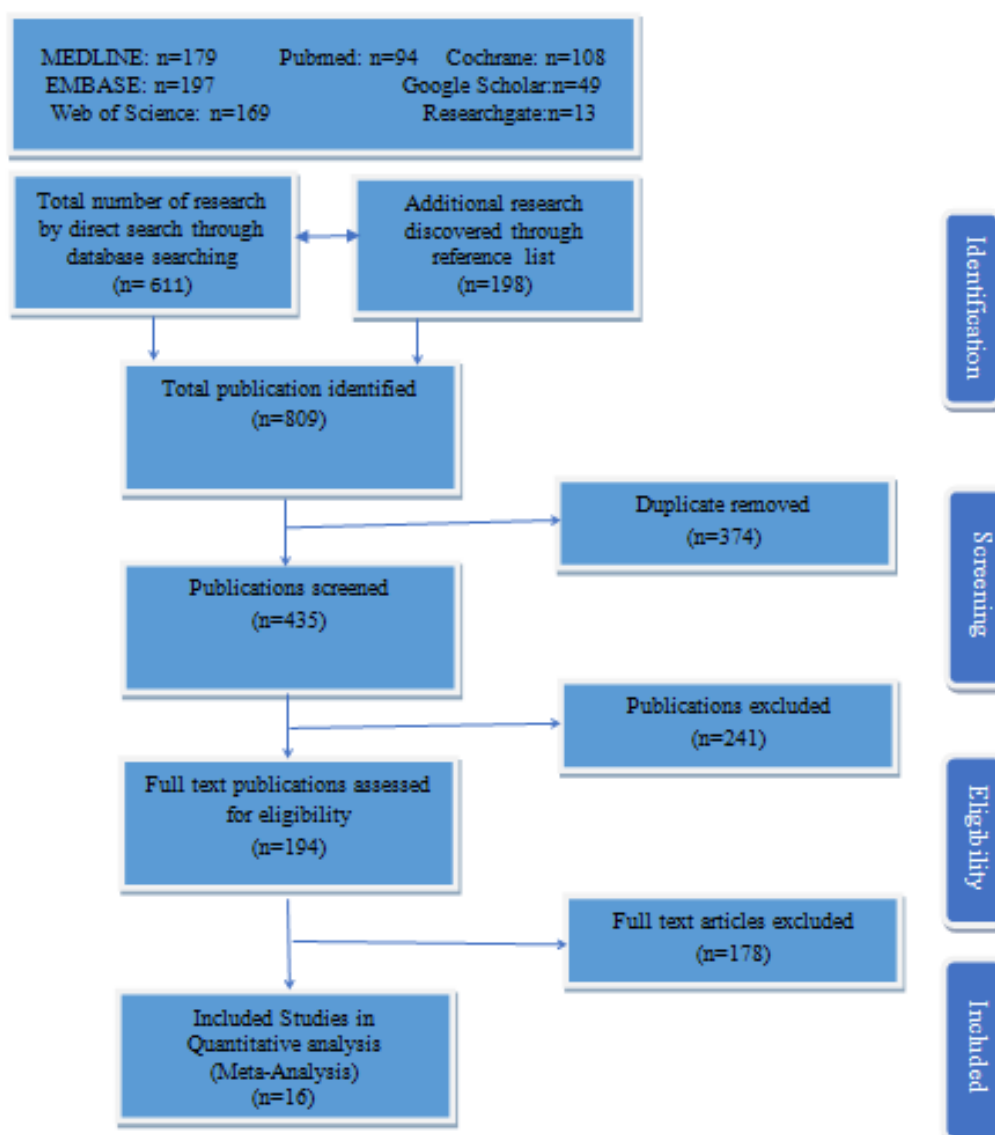 MEDLINE: n=179 Pubmed: n=94 Cochrane: n=108
EMBASE: n=197 Google Scholar:n=49
Web of Science: n=169 Researchgate:n=13
Total number of research
by direct search through
database searching
(n= 611)
Additional research
discovered through
reference list
(n=198)
Identification
Total publication identified
(n=809)
Duplicate removed
(n=374)
Screening
Publications screened
(n=435)
Publications excluded
(n=241)
Full text publications assessed
for eligibility
(n=194)
Eligibility
Full text articles excluded
(n=178)
Included Studies in
Quantitative analysis
(Meta-Analysis)
(n=16)
Included